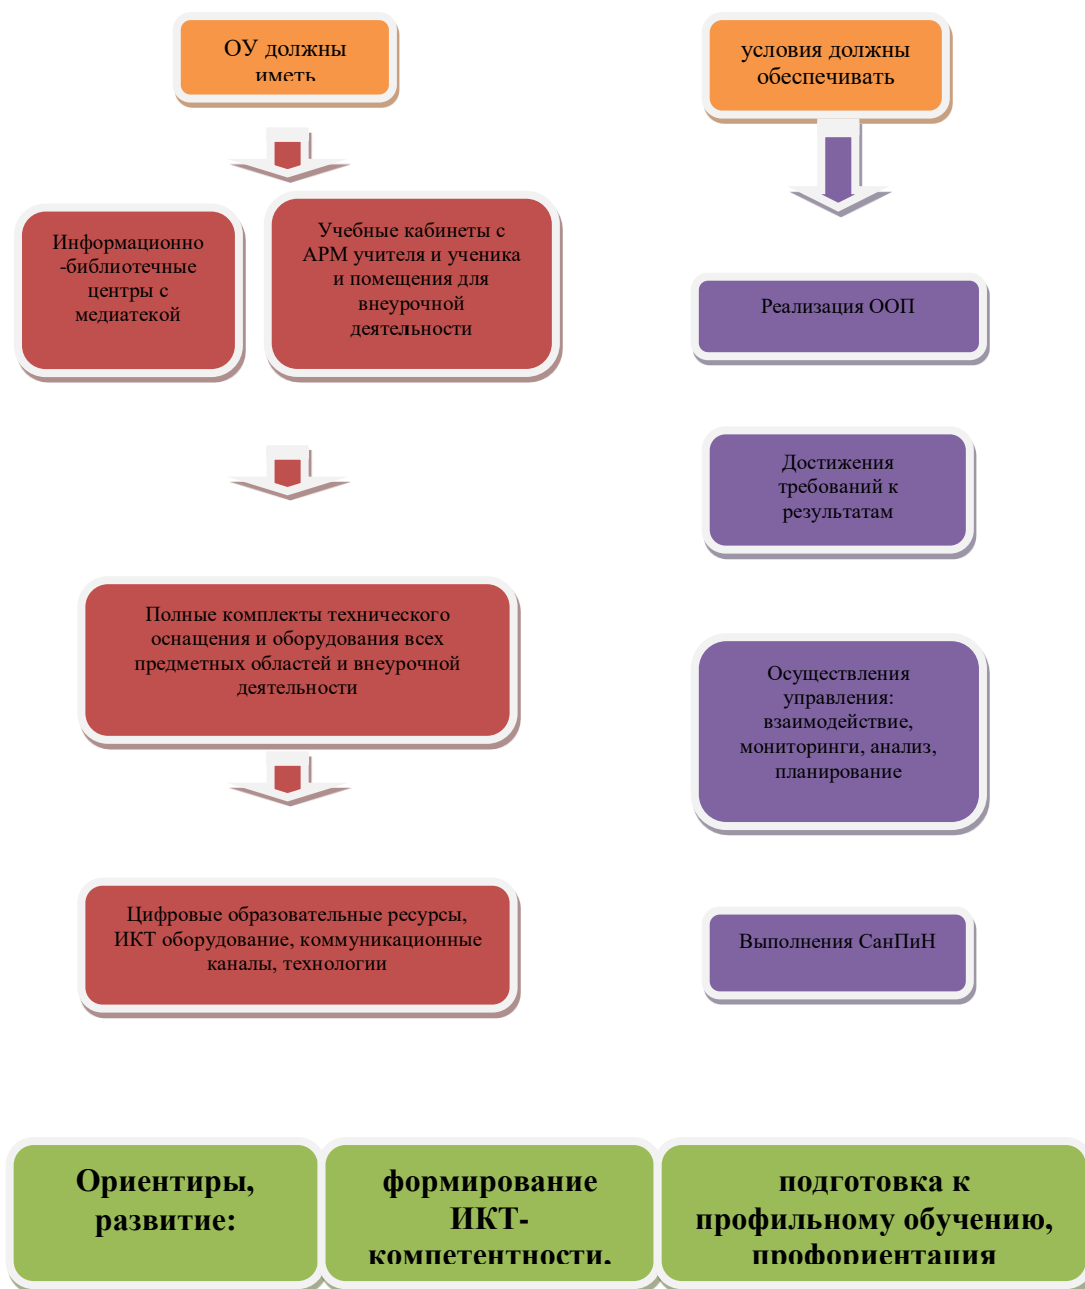 ОУ должны
иметь
условия должны
обеспечивать
Информационно
-библиотечные
центры с
медиатекой
Учебные кабинеты с
АРМ учителя и ученика
и помещения для
внеурочной
деятельности
Реализация ООП
Достижения
требований к
результатам
Полные комплекты технического
оснащения и оборудования всех
предметных областей и внеурочной
деятельности
Осуществления
управления:
взаимодействие,
мониторинги, анализ,
планирование
Цифровые образовательные ресурсы,
ИКТ оборудование, коммуникационные
каналы, технологии
Выполнения СанПиН
Ориентиры,
развитие:
формирование
ИКТ-
компетентности,
подготовка к
профильному обучению,
профориентация